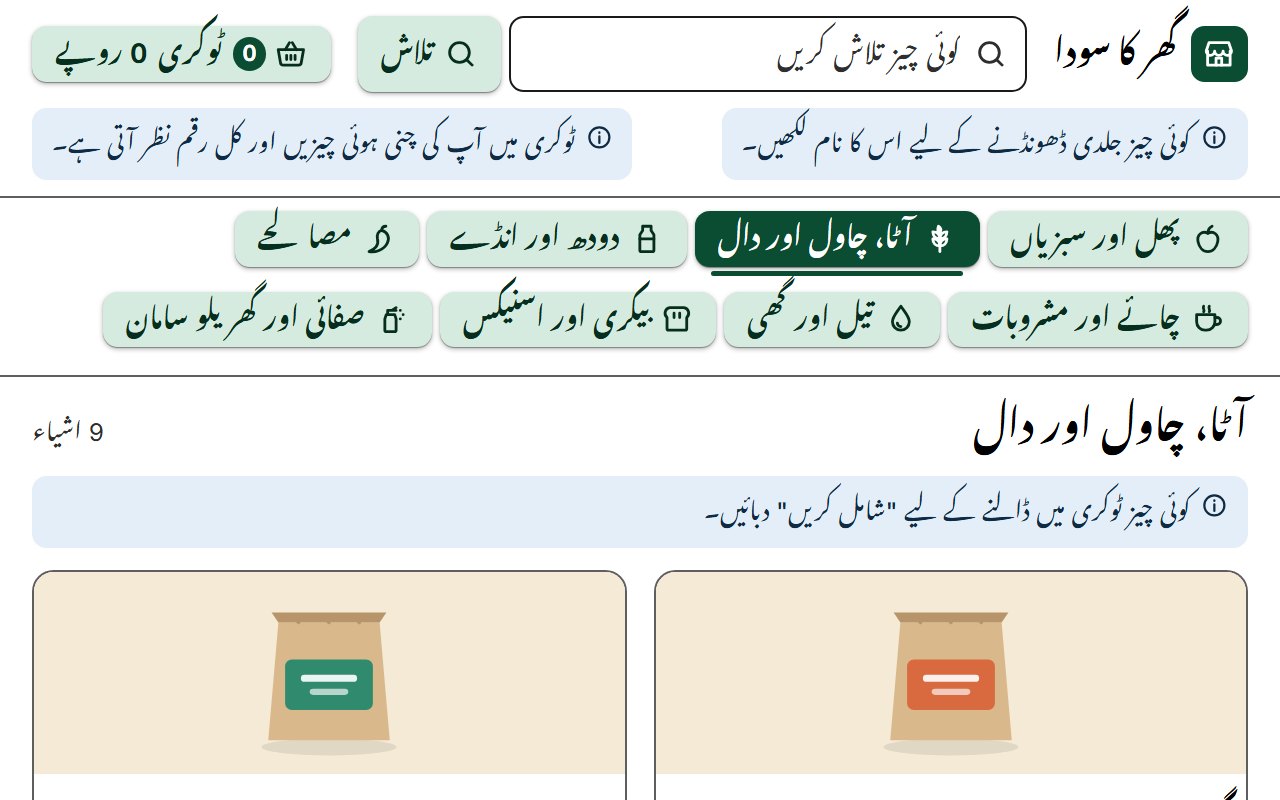 گھر کا سودا
کوئی چیز تلاش کریں
تلاش
0 ٹوکری 0 روپے
کوئی چیز جلدی ڈھونڈنے کے لیے اس کا نام لکھیں۔
ٹوکری میں آپ کی چنی ہوئی چیزیں اور کل رقم نظر آتی ہے۔
پھل اور سبزیاں
آٹا، چاول اور دال
دودھ اور انڈے
مصالحے
چائے اور مشروبات
تیل اور گھی
بیکری اور اسنیکس
صفائی اور گھریلو سامان
آٹا، چاول اور دال
9 اشیاء
کوئی چیز ٹوکری میں ڈالنے کے لیے "شامل کریں" دبائیں۔